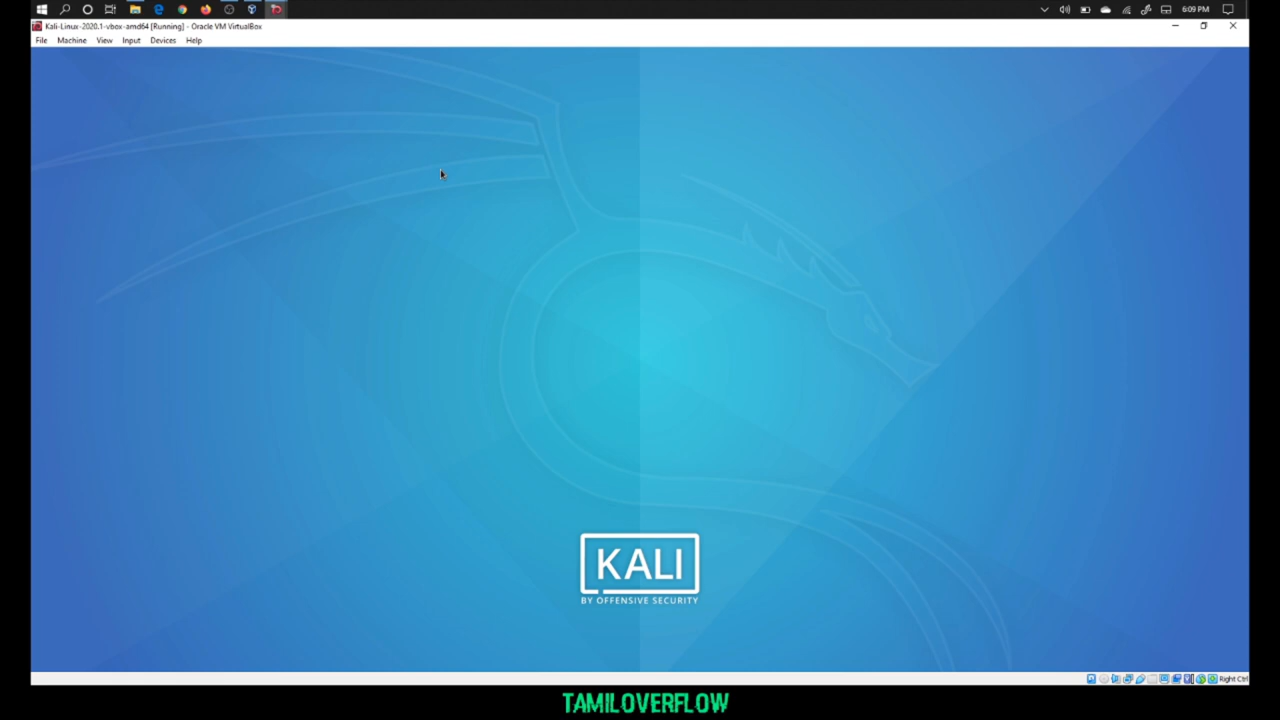 6:09 PM
Kali-Linux-2020.1-vbox-amd64 [Running] - Oracle VM VirtualBox
File Machine View Input Devices Help
KALI
BY OFFENSIVE SECURITY
Right Ctrl
TAMILOVERFLOW